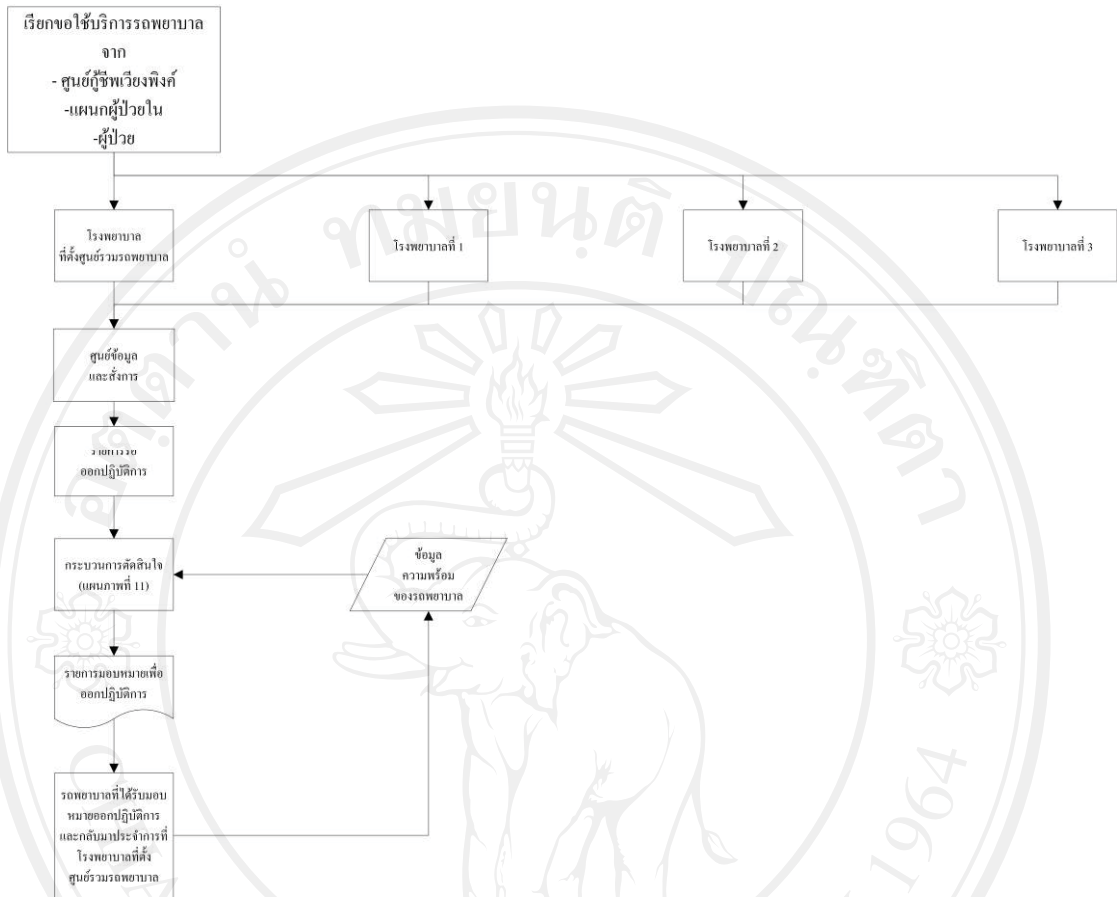 เรียกขอใช้บริการรถพยาบาล
จาก
- ศูนย์กู้ชีพเวียงพิงค์
-แผนกผู้ป่วยใน
-ผู้ป่วย
โรงพยาบาล
ที่ตั้งศูนย์รวมรถพยาบาล
โรงพยาบาลที่ 1
โรงพยาบาลที่ 2
โรงพยาบาลที่ 3
ศูนย์ข้อมูล
และสั่งการ
ออกปฏิบัติการ
กระบวนการตัดสินใจ
(แผนภาพที่ 11)
ข้อมูล
ความพร้อม
ของรถพยาบาล
รายการมอบหมายเพื่อ
ออกปฏิบัติการ
รถพยาบาลที่ได้รับมอบ
หมายออกปฏิบัติการ
และกลับมาประจำการที่
โรงพยาบาลที่ตั้ง
ศูนย์รวมรถพยาบาล
1964